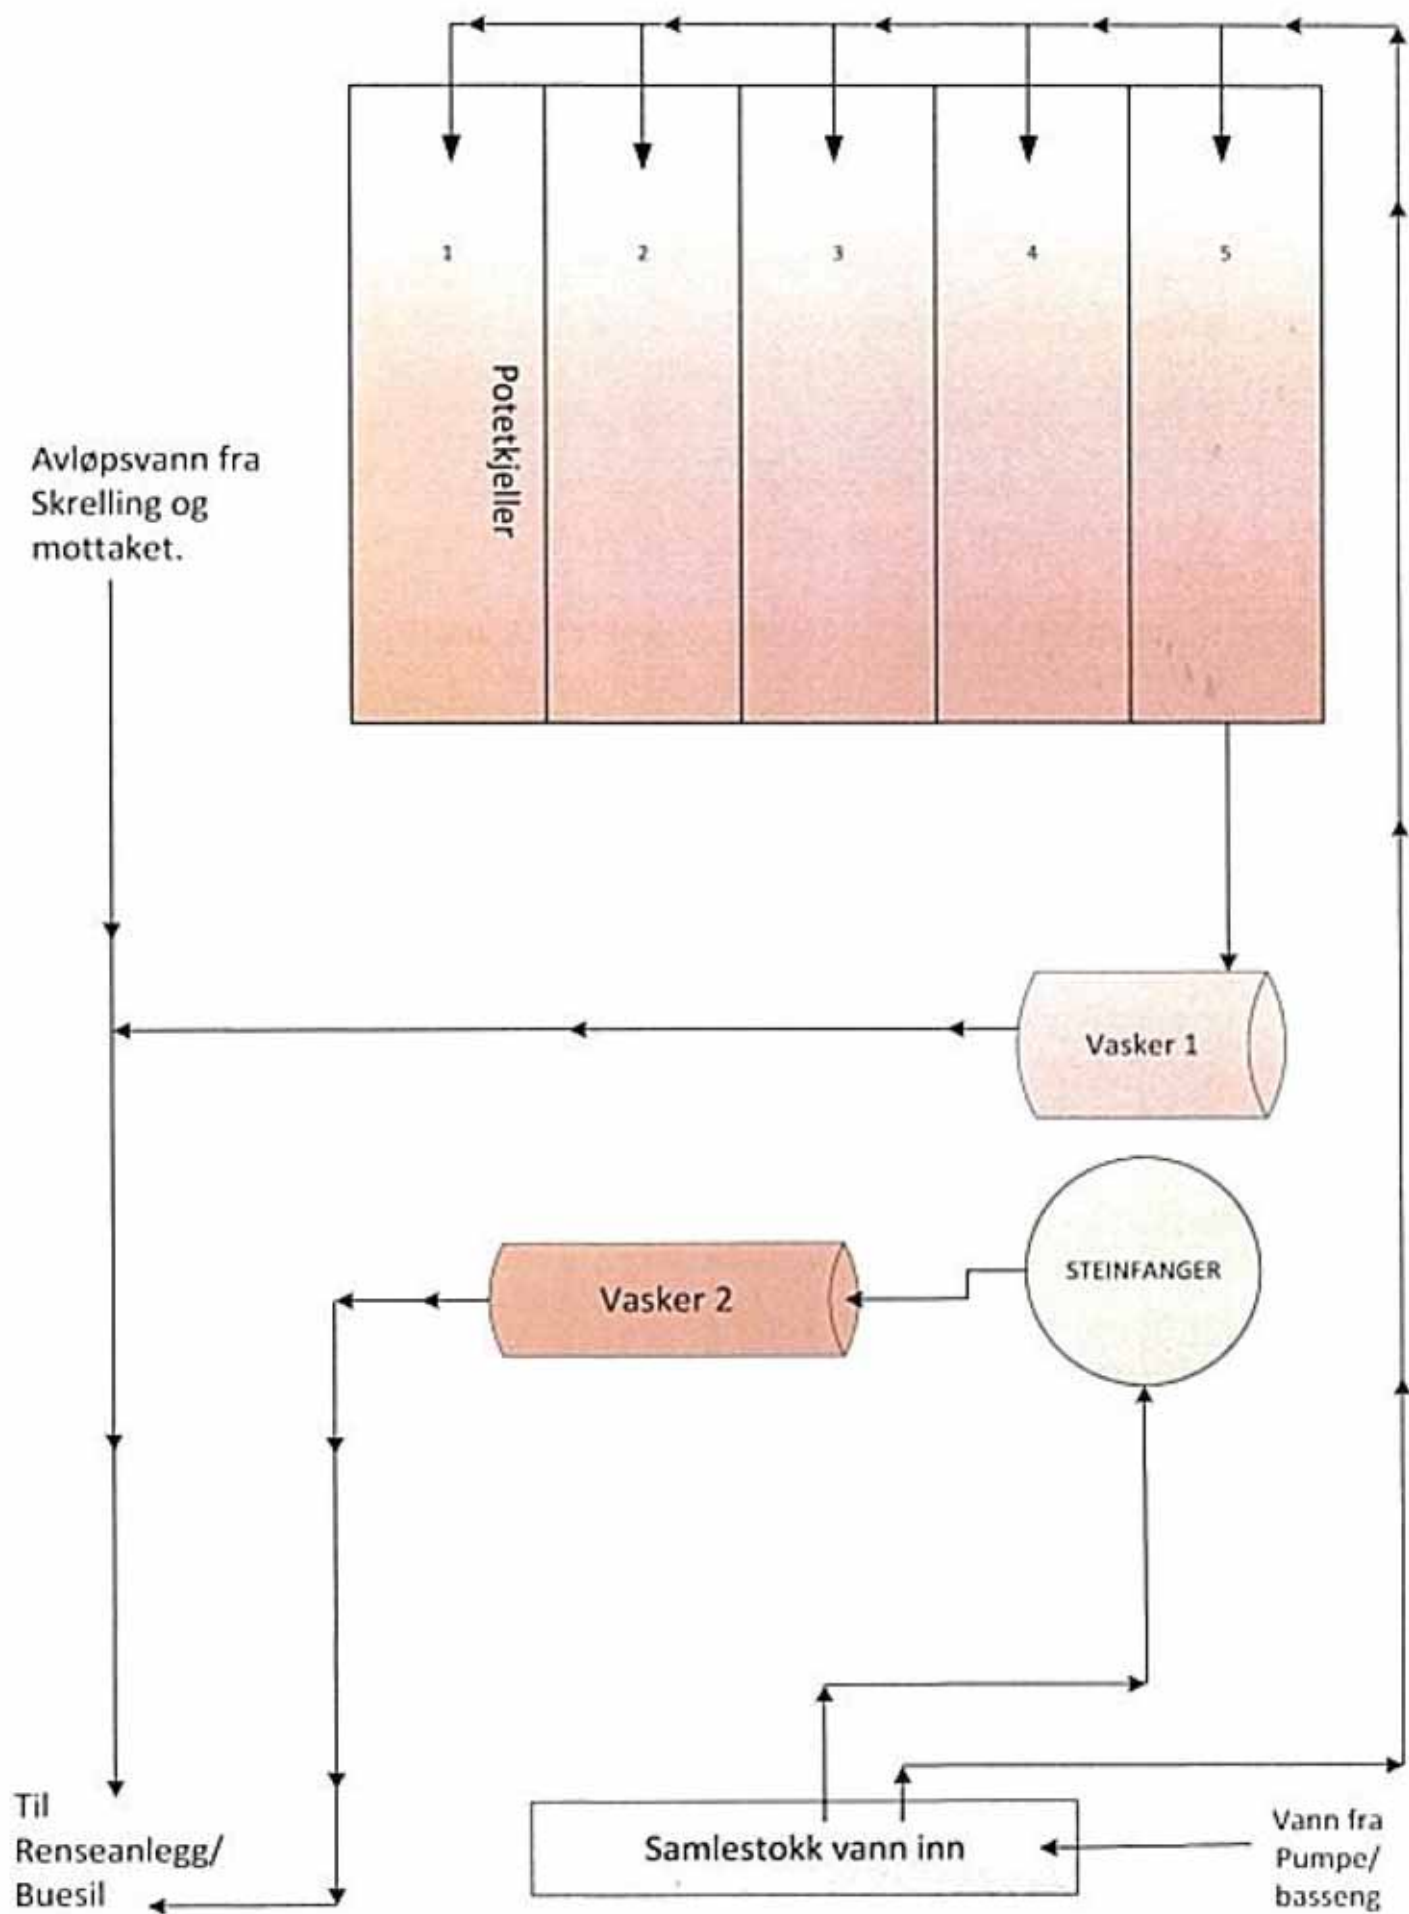 1
2
3
4
5
Potetkjeller
Avløpsvann fra
Skrelling og
mottaket.
Vasker 1
STEINFANGER
Vasker 2
Til
Renseanlegg/
Buesil
Samlestokk vann inn
Vann fra
Pumpe/
basseng